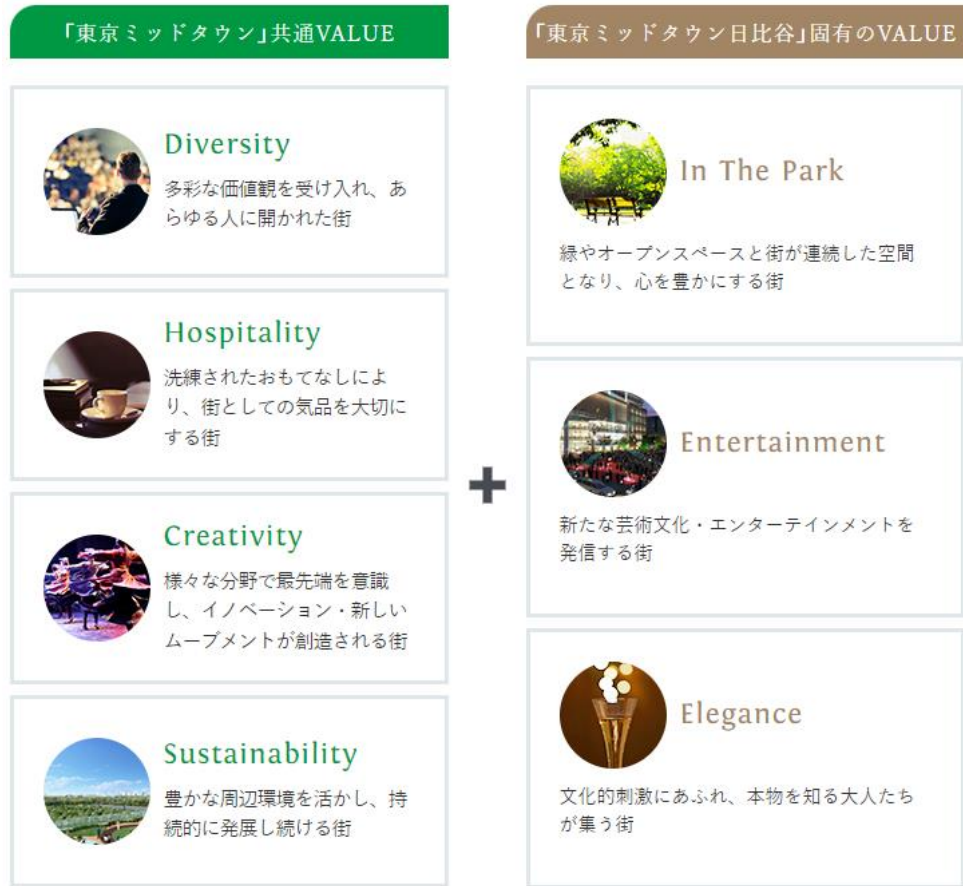 「東京ミッドタウン」共通VALUE
Diversity
多彩な価値観を受け入れ、あ
らゆる人に開かれた街
Hospitality
洗練されたおもてなしによ
り、街としての気品を大切に
する街
Creativity
様々な分野で最先端を意識
し、イノベーション・新しい
ムーブメントが創造される街
Sustainability
豊かな周辺環境を活かし、持
続的に発展し続ける街
+
「東京ミッドタウン日比谷」固有のVALUE
In The Park
緑やオープンスペースと街が連続した空間
となり、心を豊かにする街
Entertainment
新たな芸術文化・エンターテインメントを
発信する街
Elegance
文化的刺激にあふれ、本物を知る大人たち
が集う街